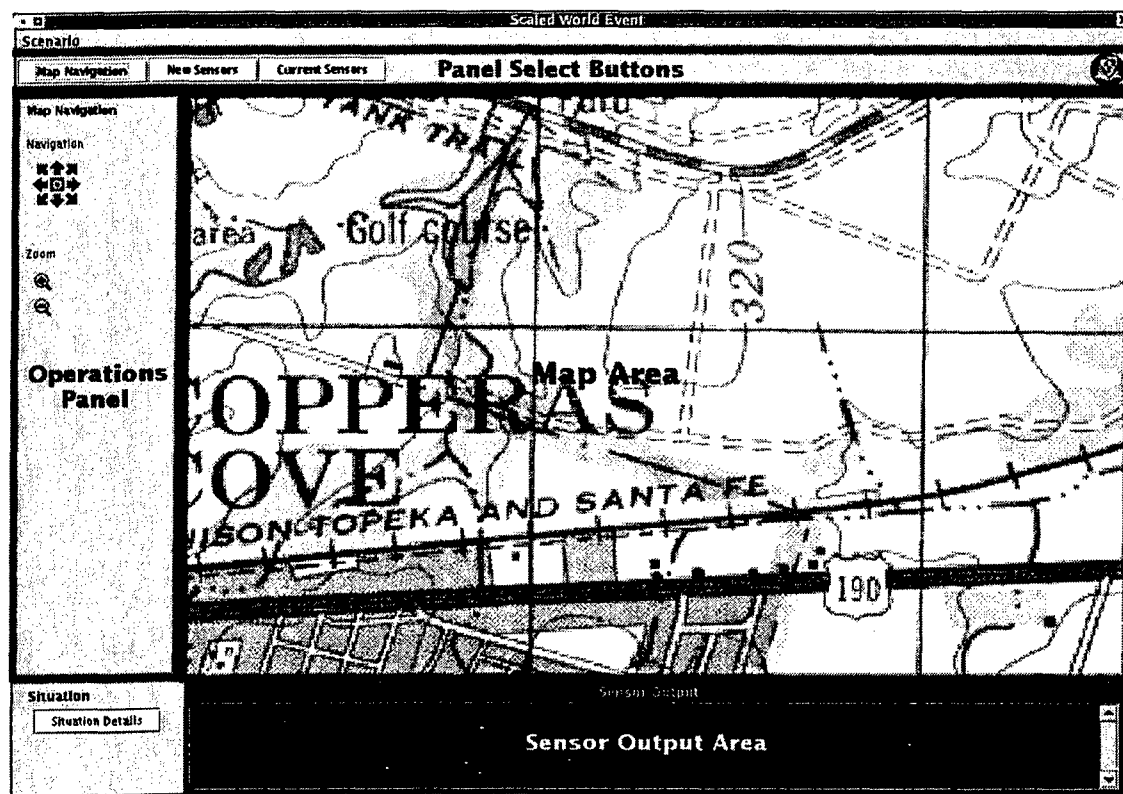 Scaled World Event
Scenario
Map Navigation New Sensors Current Sensors Panel Select Buttons
Map Navigation
Navigation
Zoom
Operations
Panel
TANK TRAIL
area Golf course
320
Map Area
COPPERAS
COVE
AND SANTA FE
TOPEKA
190
Situation
Situation Details
Sensor Output
Sensor Output Area